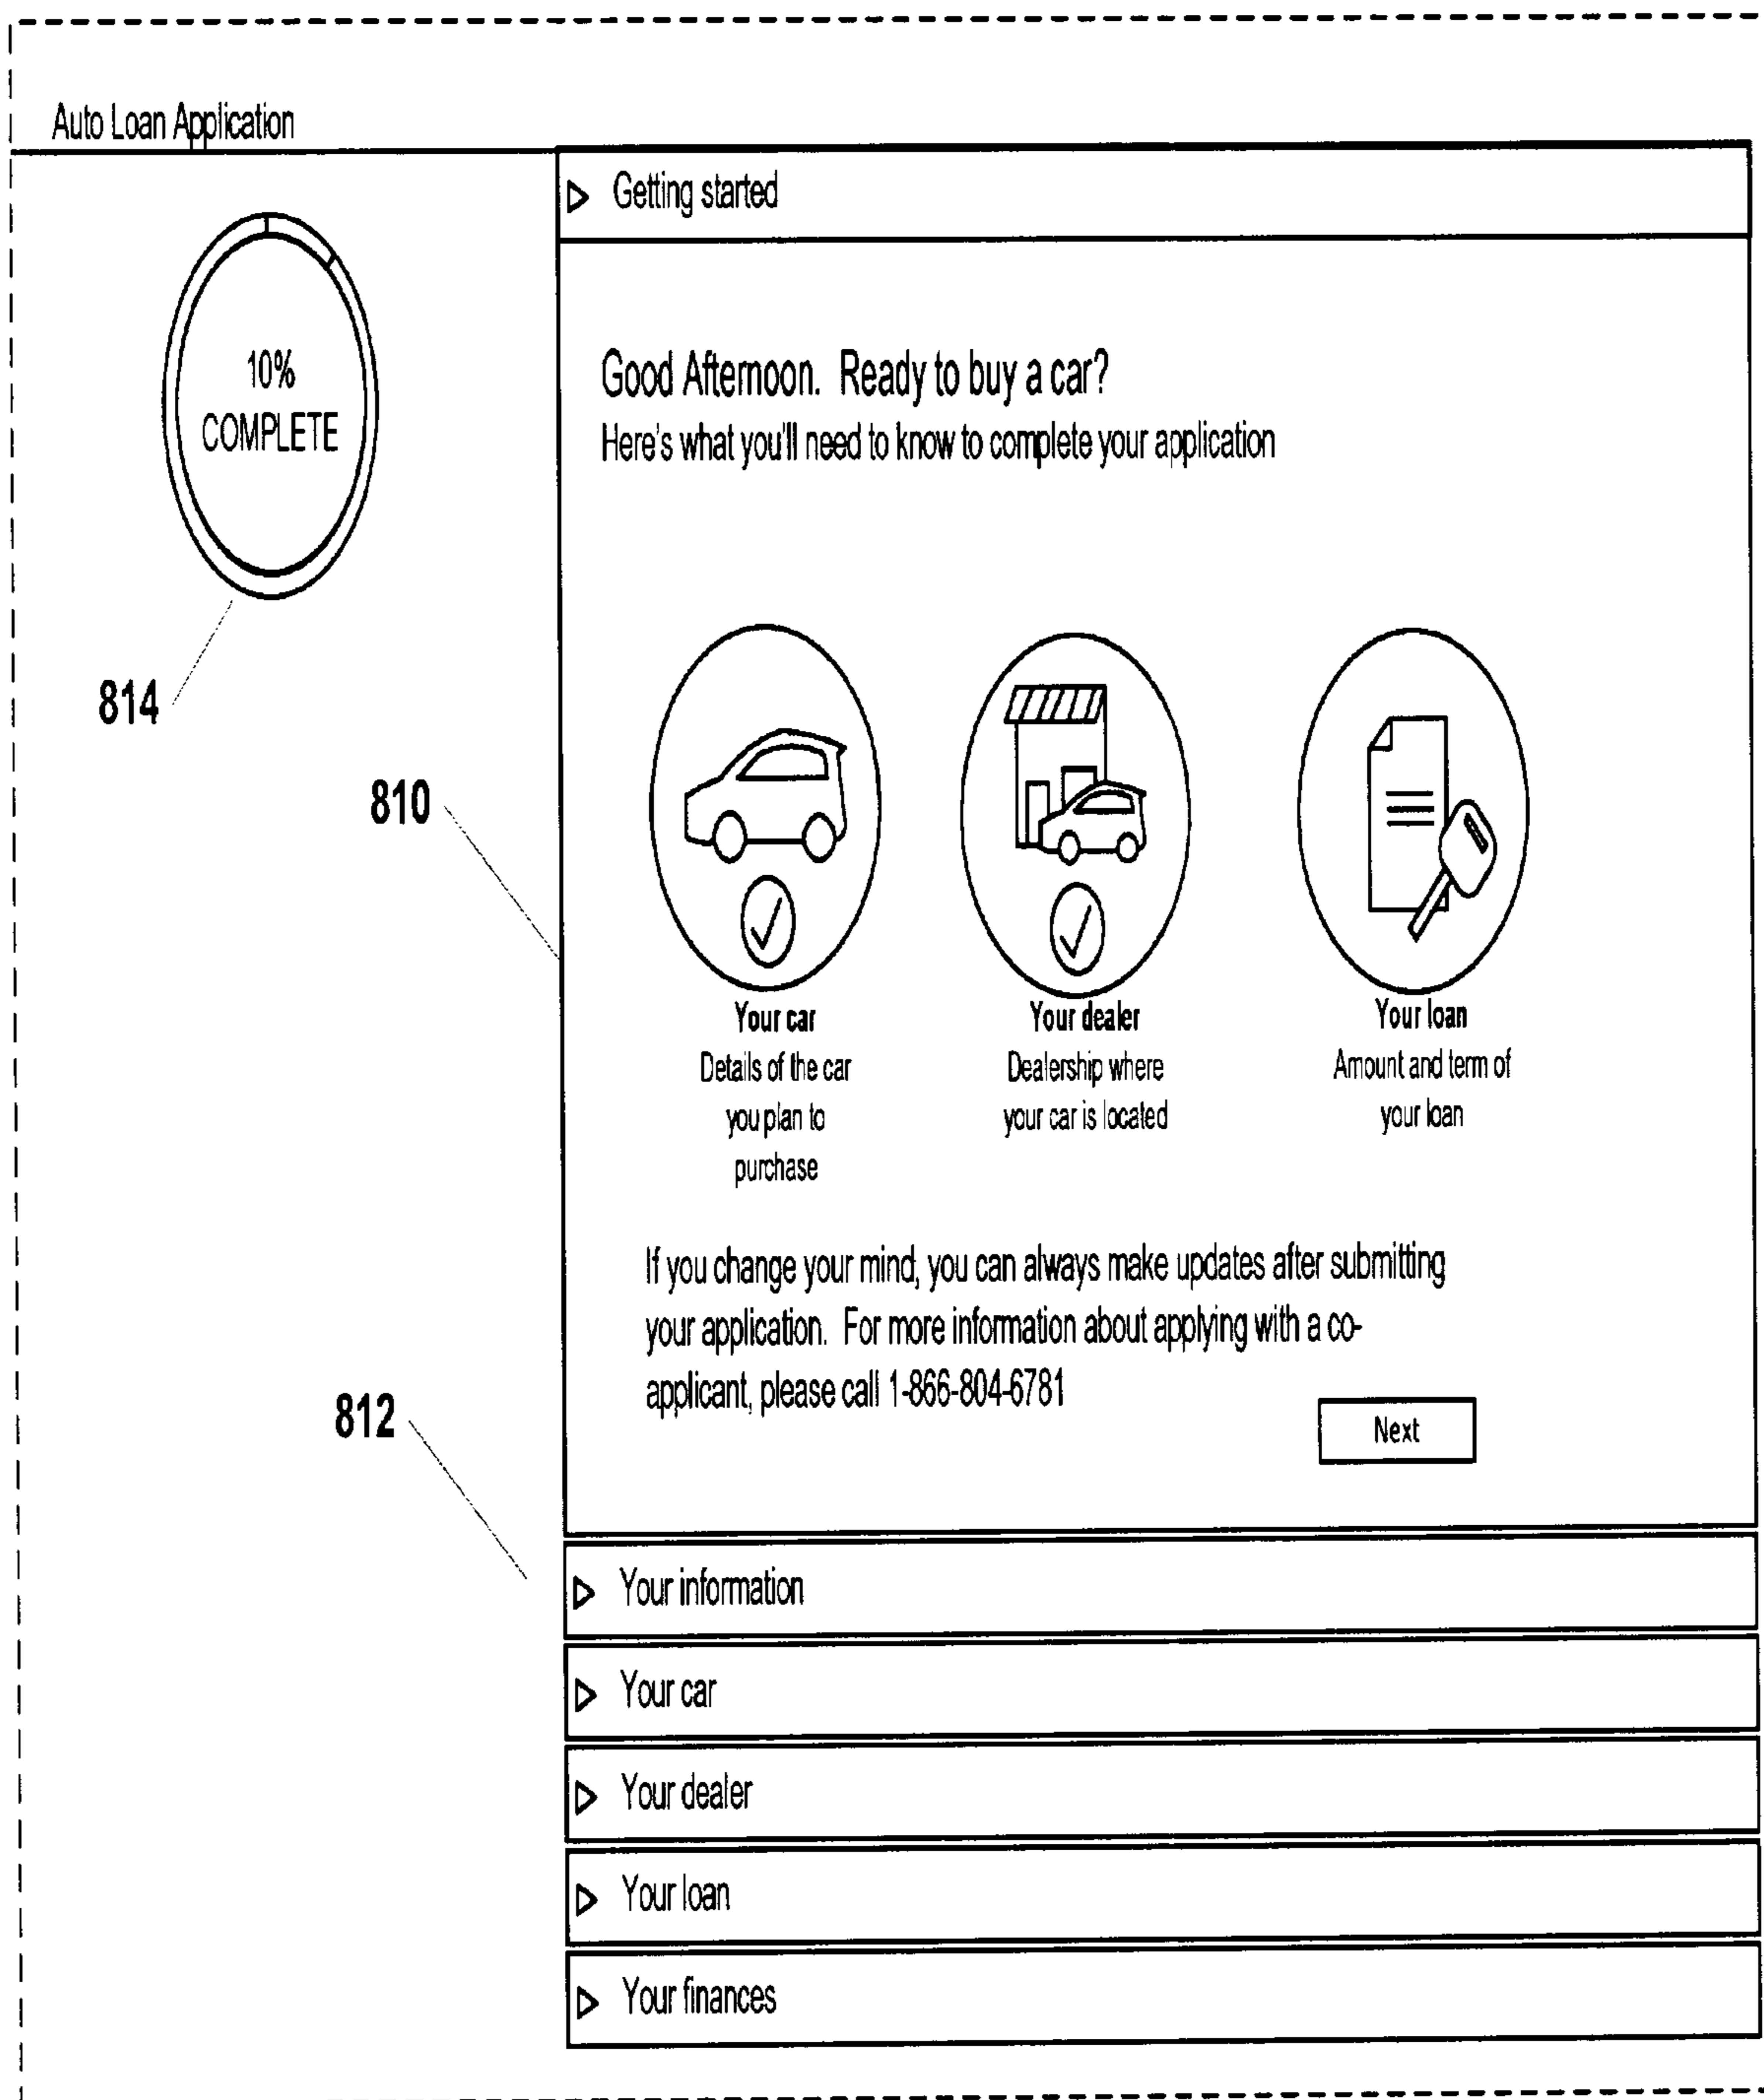 Auto Loan Application
Getting started
10%
COMPLETE
Good Afternoon. Ready to buy a car?
Here's what you'll need to know to complete your application
814
810
Your car
Details of the car
you plan to
purchase
Your dealer
Dealership where
your car is located
Your loan
Amount and term of
your loan
If you change your mind, you can always make updates after submitting
your application. For more information about applying with a co-
applicant, please call 1-866-804-6781
Next
812
Your information
Your car
Your dealer
Your loan
Your finances